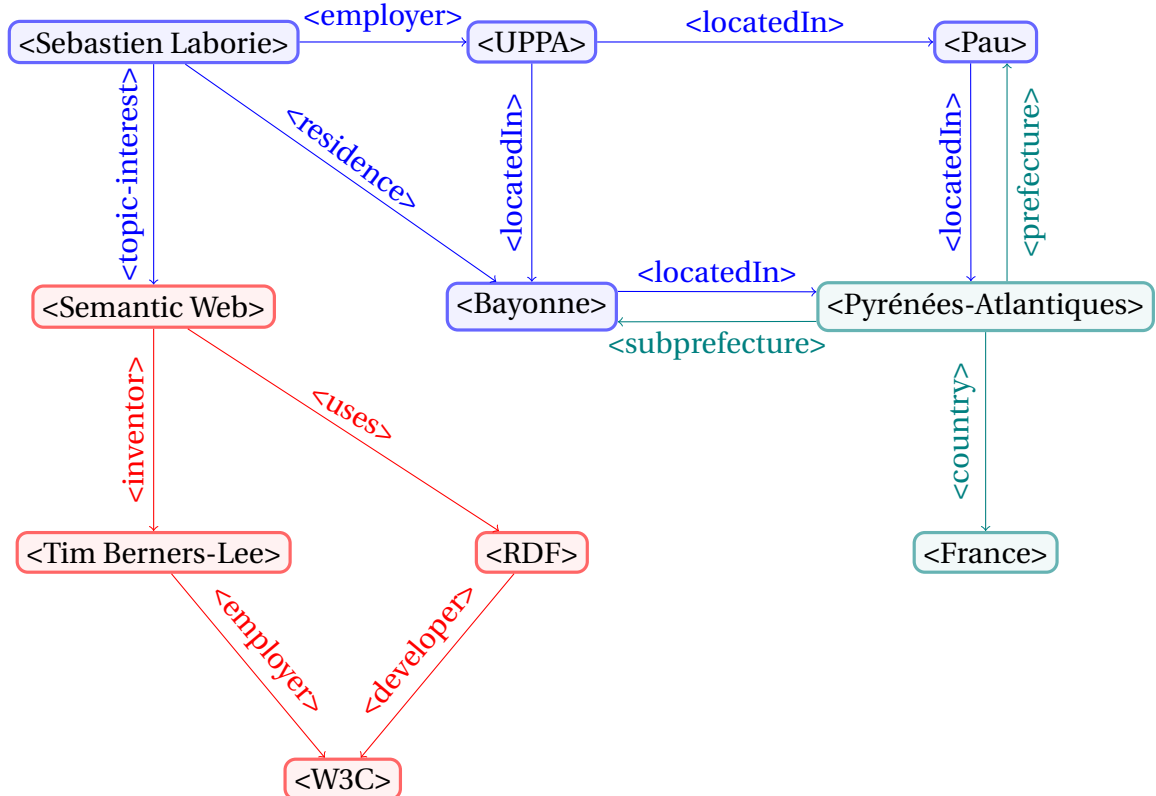 <employer>
<locatedIn>
<Sebastien Laborie>
<UPPA>
<Pau>
<topic-interest>
<residence>
<locatedIn>
<locatedIn>
<prefecture>
<locatedIn>
<Semantic Web>
<Bayonne>
<Pyrénées-Atlantiques>
<subprefecture>
<inventor>
<uses>
<country>
<Tim Berners-Lee>
<RDF>
<France>
<employer>
<developer>
<W3C>